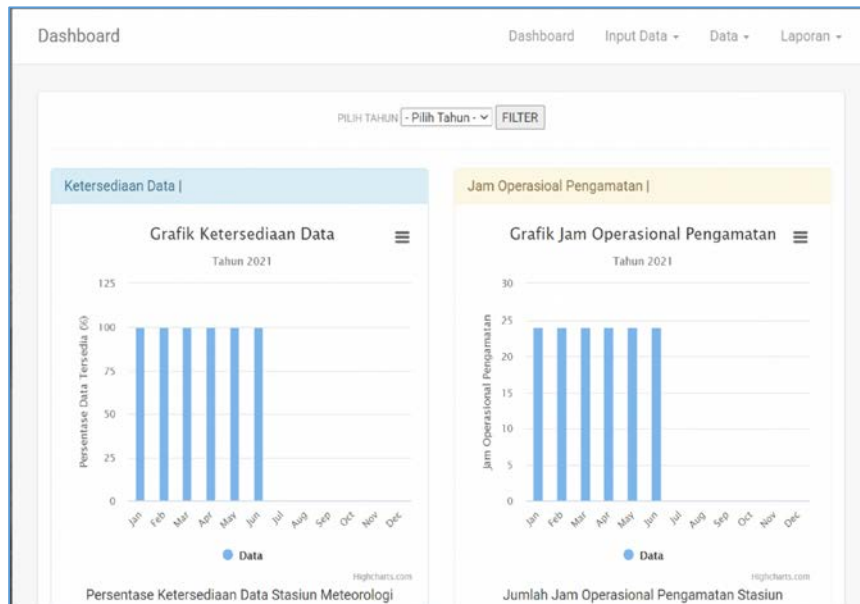 Dashboard
Dashboard Input Data Data Laporan
PILIH TAHUN - Pilih Tahun - FILTER
Ketersediaan Data |
Grafik Ketersediaan Data
Tahun 2021
Persentase Data Tersedia (%)
125
100
75
50
25
0
Jan Feb Mar Apr May Jun Jul Aug Sep Oct Nov Dec
Data
Highcharts.com
Persentase Ketersediaan Data Stasiun Meteorologi
Jam Operasioal Pengamatan |
Grafik Jam Operasional Pengamatan
Tahun 2021
Jam Operasional Pengamatan
30
25
20
15
10
5
0
Jan Feb Mar Apr May Jun Jul Aug Sep Oct Nov Dec
Data
Highcharts.com
Jumlah Jam Operasional Pengamatan Stasiun